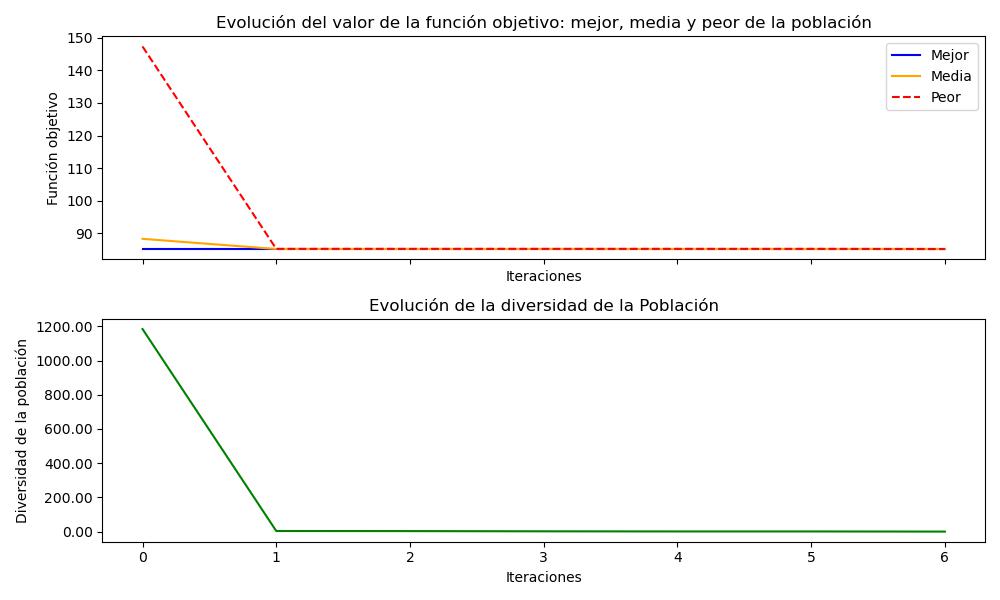 Evolución del valor de la función objetivo: mejor, media y peor de la población
150
140
130
120
110
100
90
Función objetivo
Mejor
Media
Peor
Iteraciones
Evolución de la diversidad de la Población
1200.00
1000.00
800.00
600.00
400.00
200.00
0.00
Diversidad de la población
0 1 2 3 4 5 6
Iteraciones